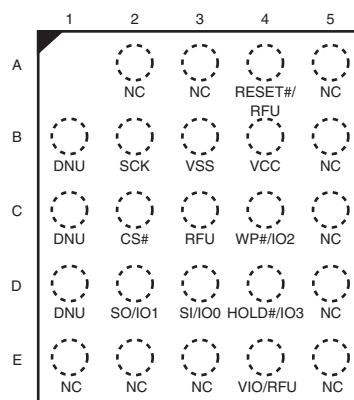 1 2 3 4 5
A
NC NC RESET#/ NC
RFU
B
DNU SCK VSS VCC NC
C
DNU CS# RFU WP#/IO2 NC
D
DNU SO/IO1 SI/IO0 HOLD#/IO3 NC
E
NC NC NC VIO/RFU NC